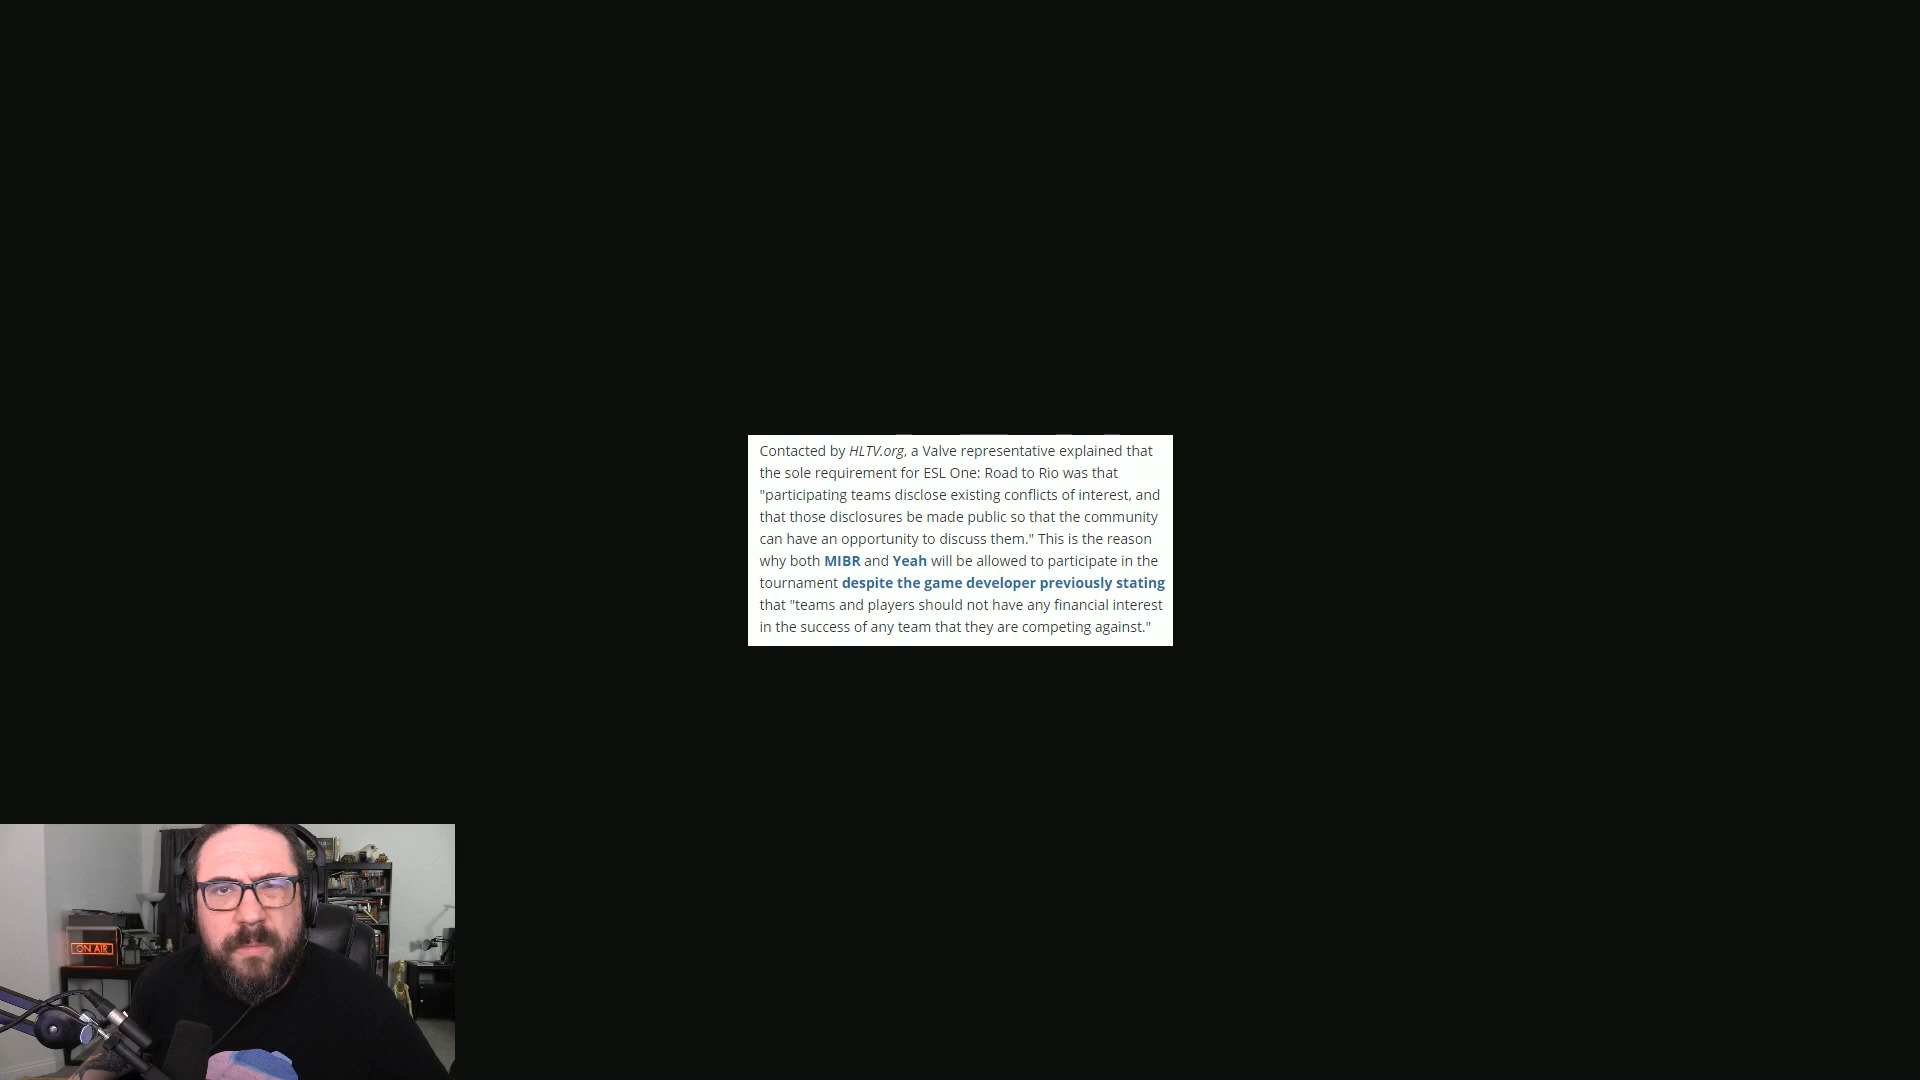 Contacted by HLTV.org, a Valve representative explained that
the sole requirement for ESL One: Road to Rio was that
"participating teams disclose existing conflicts of interest, and
that those disclosures be made public so that the community
can have an opportunity to discuss them." This is the reason
why both MIBR and Yeah will be allowed to participate in the
tournament despite the game developer previously stating
that "teams and players should not have any financial interest
in the success of any team that they are competing against."
ON AIR